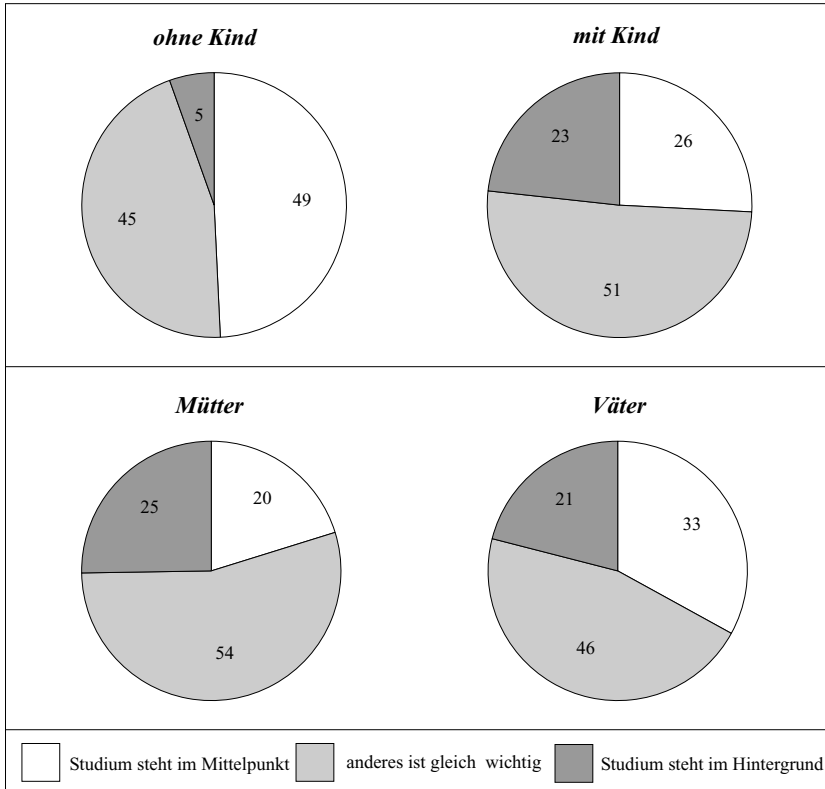 ohne Kind
mit Kind
5
49
45
23
26
51
Mütter
Väter
25
20
54
21
33
46
Studium steht im Mittelpunkt
anderes ist gleich wichtig
Studium steht im Hintergrund